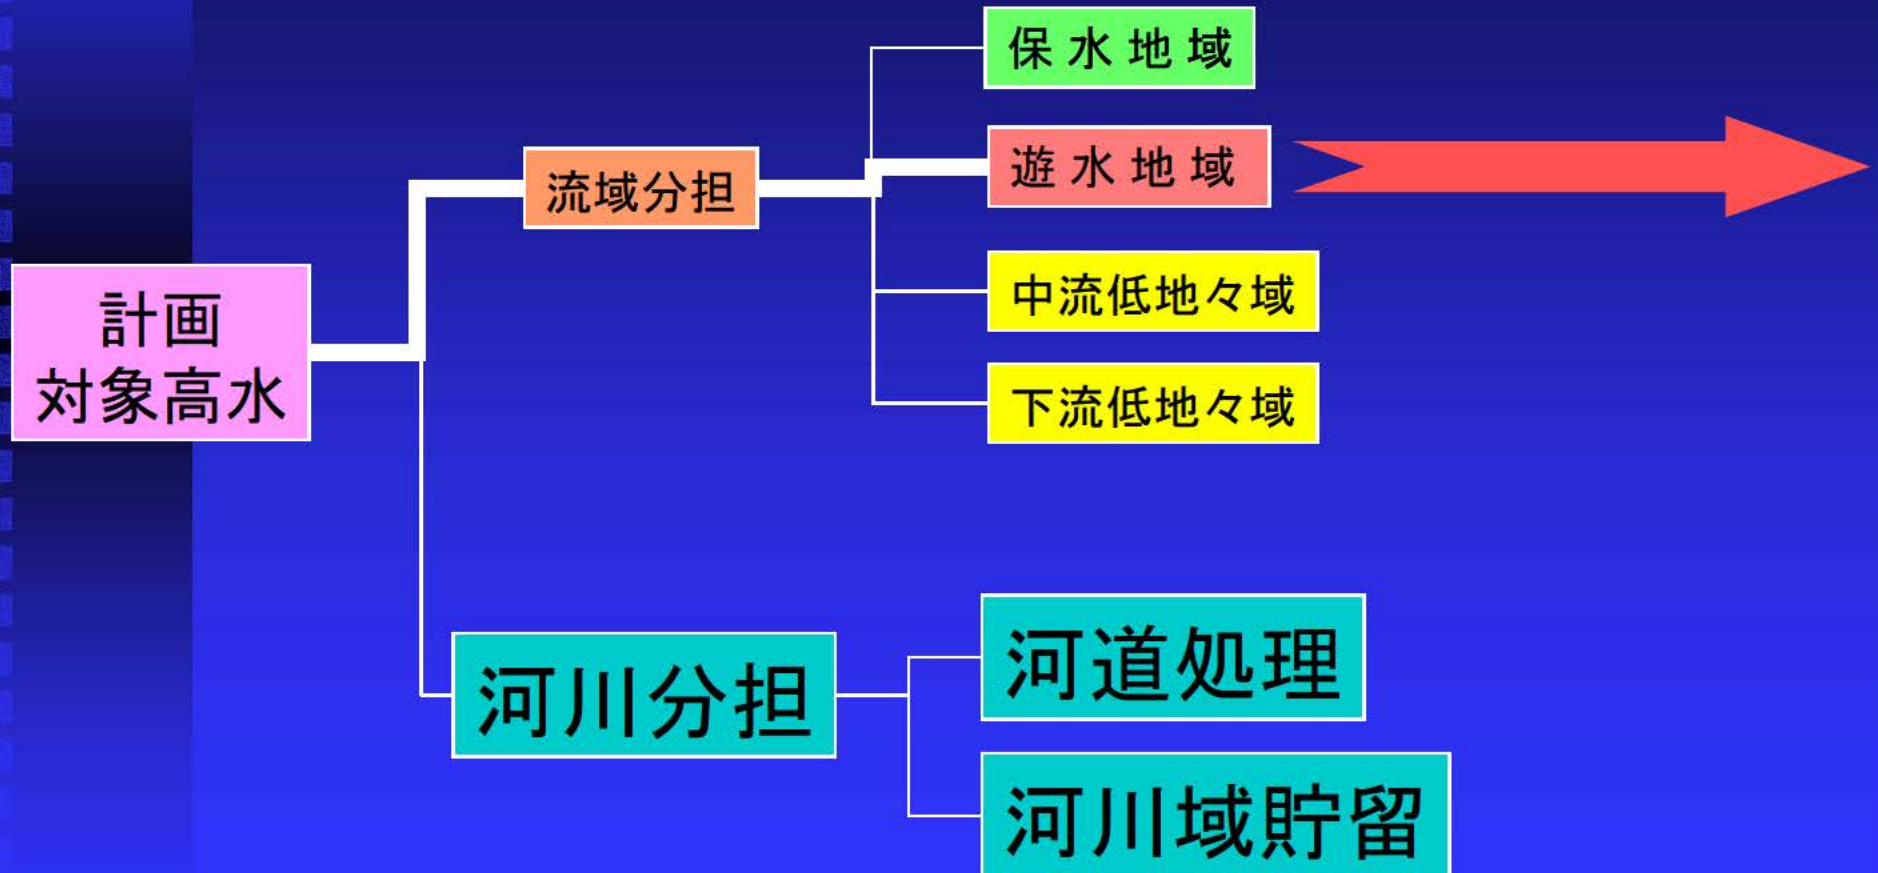 保水地域
遊水地域
流域分担
中流低地々域
下流低地々域
計画
対象高水
河川分担
河道処理
河川域貯留